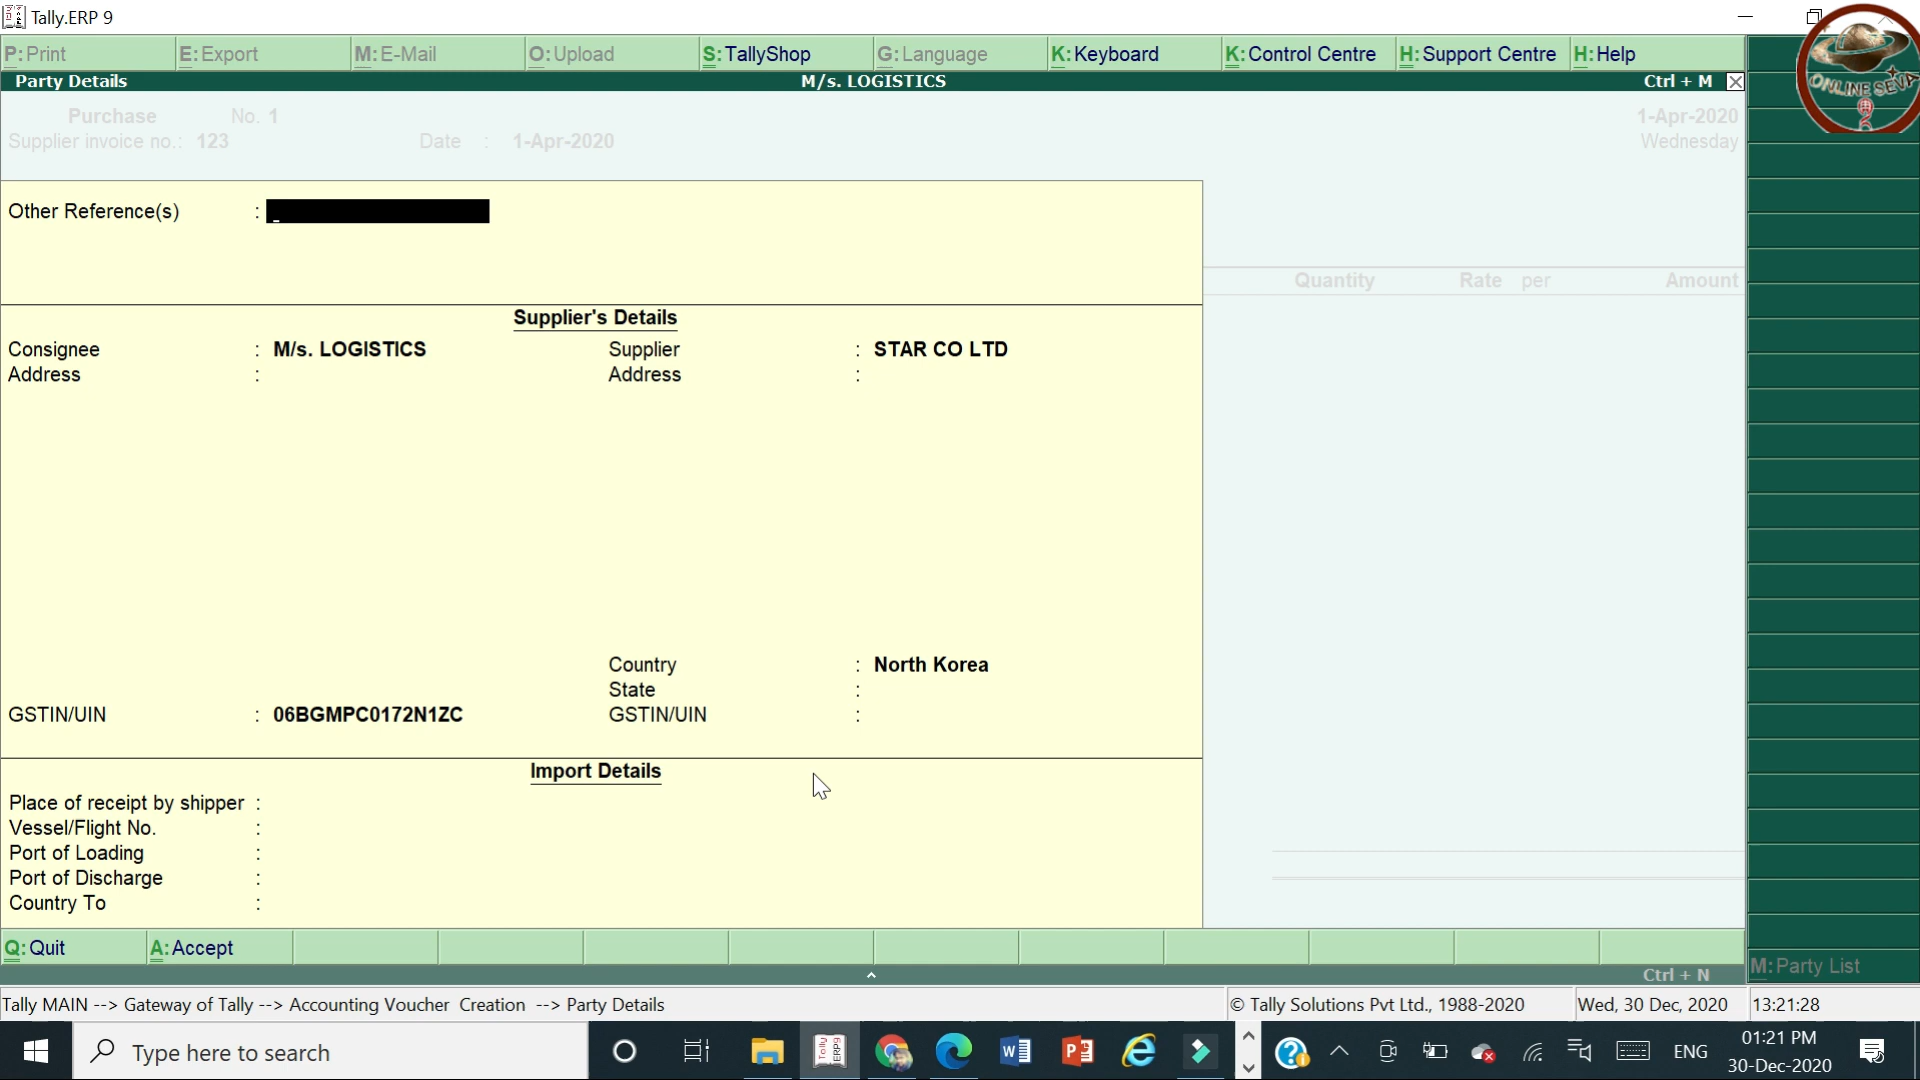 Tally.ERP 9
P: Print E: Export M: E-Mail O: Upload S: TallyShop G: Language K: Keyboard K: Control Centre H: Support Centre H: Help
Party Details M/s. LOGISTICS Ctrl + M
ONLINE SEVA
Purchase No. 1 1-Apr-2020
Supplier invoice no.: 123 Date : 1-Apr-2020 Wednesday
Other Reference(s) :
Quantity Rate per Amount
Supplier's Details
Consignee : M/s. LOGISTICS Supplier : STAR CO LTD
Address : Address :
Country : North Korea
State :
GSTIN/UIN : 06BGMPC0172N1ZC GSTIN/UIN :
Import Details
Place of receipt by shipper :
Vessel/Flight No. :
Port of Loading :
Port of Discharge :
Country To :
Q: Quit A: Accept
M: Party List
Ctrl + N
Tally MAIN --> Gateway of Tally --> Accounting Voucher Creation --> Party Details © Tally Solutions Pvt Ltd., 1988-2020 Wed, 30 Dec, 2020 13:21:28
Type here to search Tally ERP9 ENG 01:21 PM
30-Dec-2020